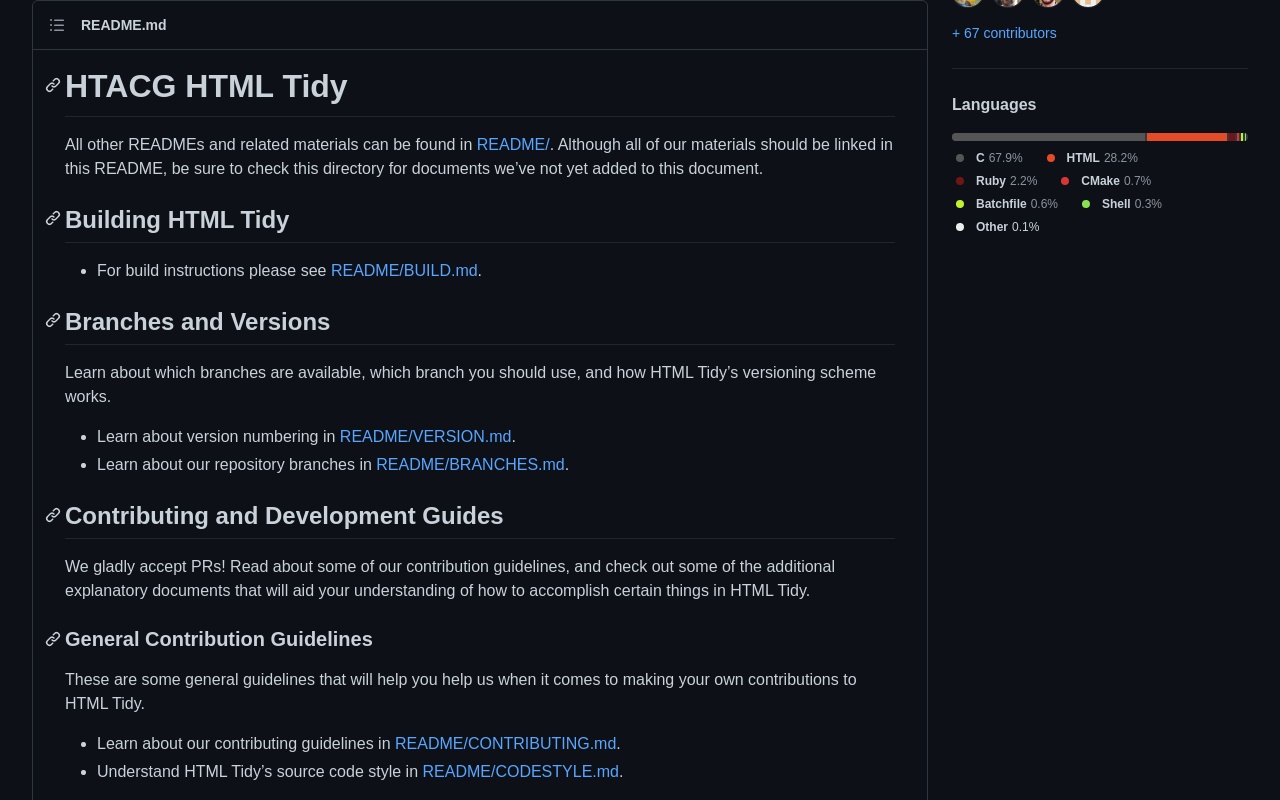 README.md
HTACG HTML Tidy
All other READMEs and related materials can be found in README/. Although all of our materials should be linked in
this README, be sure to check this directory for documents we’ve not yet added to this document.
Building HTML Tidy
• For build instructions please see README/BUILD.md.
Branches and Versions
Learn about which branches are available, which branch you should use, and how HTML Tidy’s versioning scheme
works.
• Learn about version numbering in README/VERSION.md.
• Learn about our repository branches in README/BRANCHES.md.
Contributing and Development Guides
We gladly accept PRs! Read about some of our contribution guidelines, and check out some of the additional
explanatory documents that will aid your understanding of how to accomplish certain things in HTML Tidy.
General Contribution Guidelines
These are some general guidelines that will help you help us when it comes to making your own contributions to
HTML Tidy.
• Learn about our contributing guidelines in README/CONTRIBUTING.md.
• Understand HTML Tidy’s source code style in README/CODESTYLE.md.
+ 67 contributors
Languages
C 67.9% HTML 28.2%
Ruby 2.2% CMake 0.7%
Batchfile 0.6% Shell 0.3%
Other 0.1%